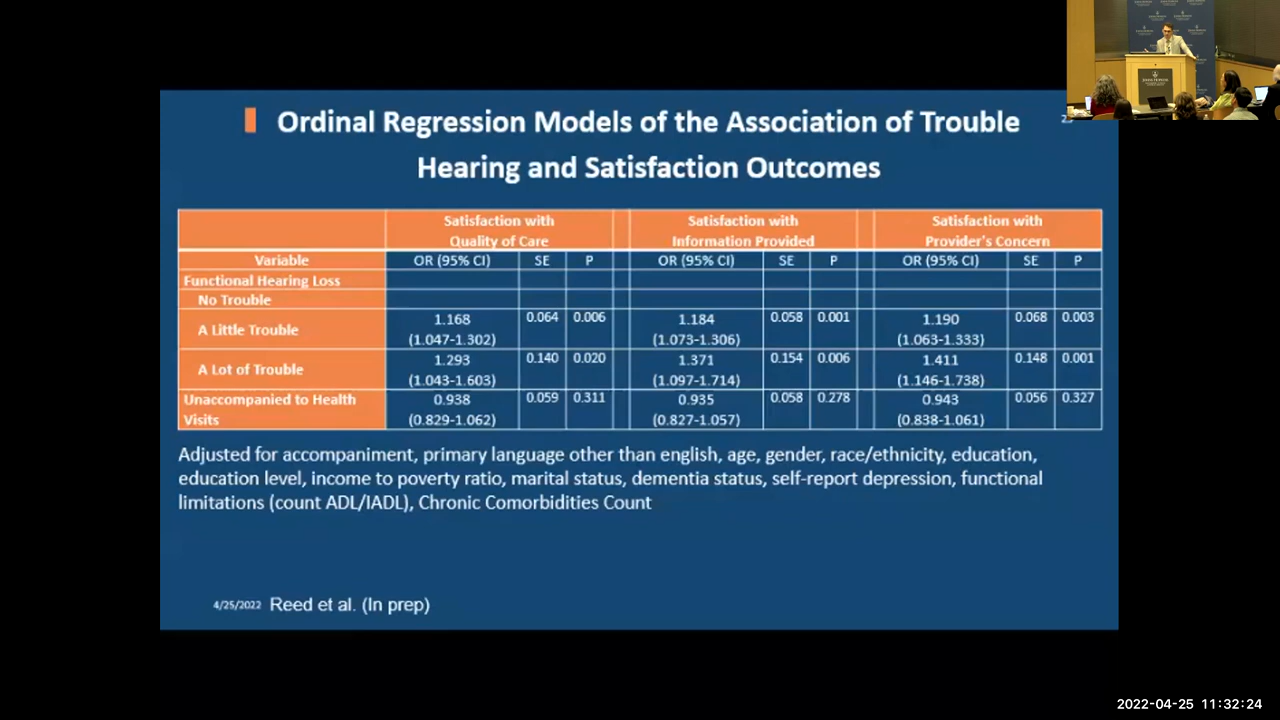 Ordinal Regression Models of the Association of Trouble
Hearing and Satisfaction Outcomes
Satisfaction with Quality of Care
Satisfaction with Information Provided
Satisfaction with Provider's Concern
Variable OR (95% CI) SE P OR (95% CI) SE P OR (95% CI) SE P
Functional Hearing Loss
No Trouble
A Little Trouble 1.168 (1.047-1.302) 0.064 0.006 1.184 (1.073-1.306) 0.058 0.001 1.190 (1.063-1.333) 0.068 0.003
A Lot of Trouble 1.293 (1.043-1.603) 0.140 0.020 1.371 (1.097-1.714) 0.154 0.006 1.411 (1.146-1.738) 0.148 0.001
Unaccompanied to Health Visits 0.938 (0.829-1.062) 0.059 0.311 0.935 (0.827-1.057) 0.058 0.278 0.943 (0.838-1.061) 0.056 0.327
Adjusted for accompaniment, primary language other than english, age, gender, race/ethnicity, education,
education level, income to poverty ratio, marital status, dementia status, self-report depression, functional
limitations (count ADL/IADL), Chronic Comorbidities Count
4/25/2022 Reed et al. (In prep)
2022-04-25 11:32:24